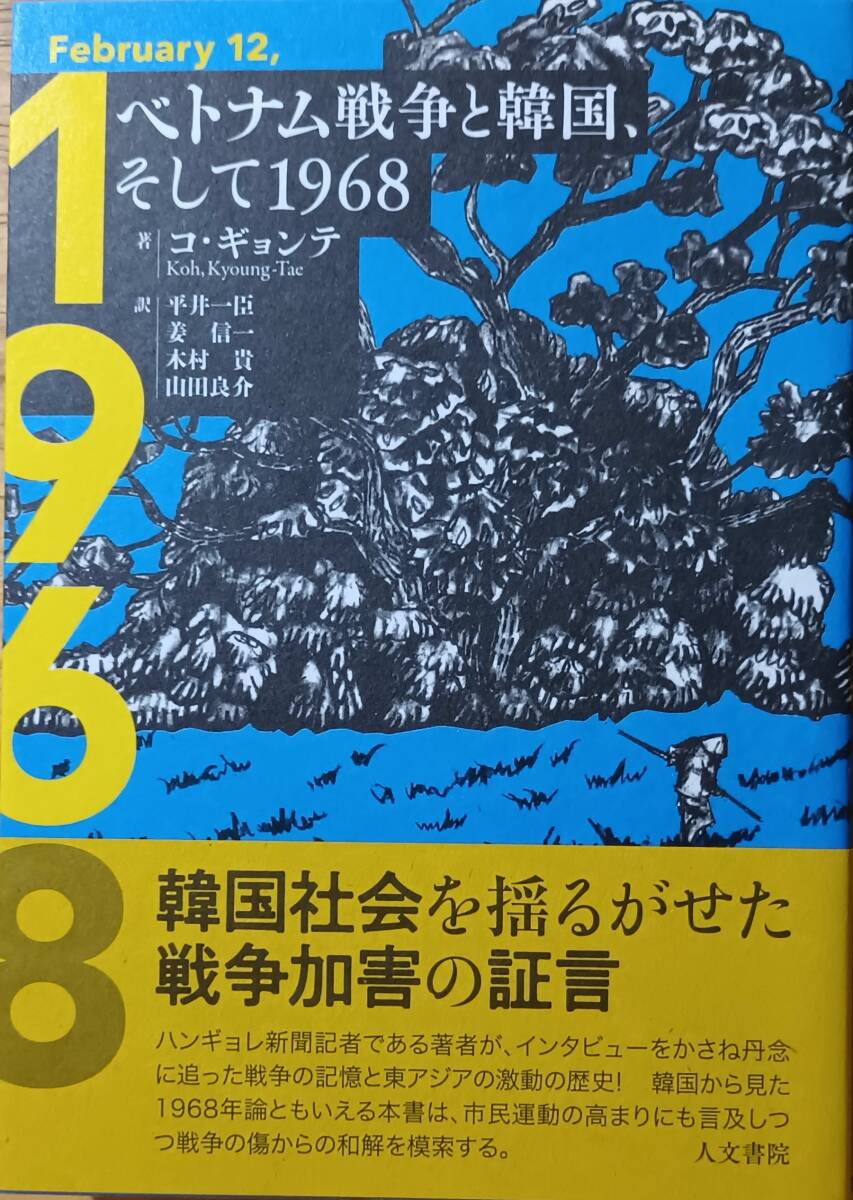 February 12,
1968
ベトナム戦争と韓国、
そして1968
著 コ・ギョンテ
Koh, Kyoung-Tae
訳 平井一臣
姜 信一
木村 貴
山田良介
韓国社会を揺るがせた
戦争加害の証言
ハンギョレ新聞記者である著者が、インタビューをかさね丹念
に追った戦争の記憶と東アジアの激動の歴史! 韓国から見た
1968年論ともいえる本書は、市民運動の高まりにも言及しつ
つ戦争の傷からの和解を模索する。
人文書院